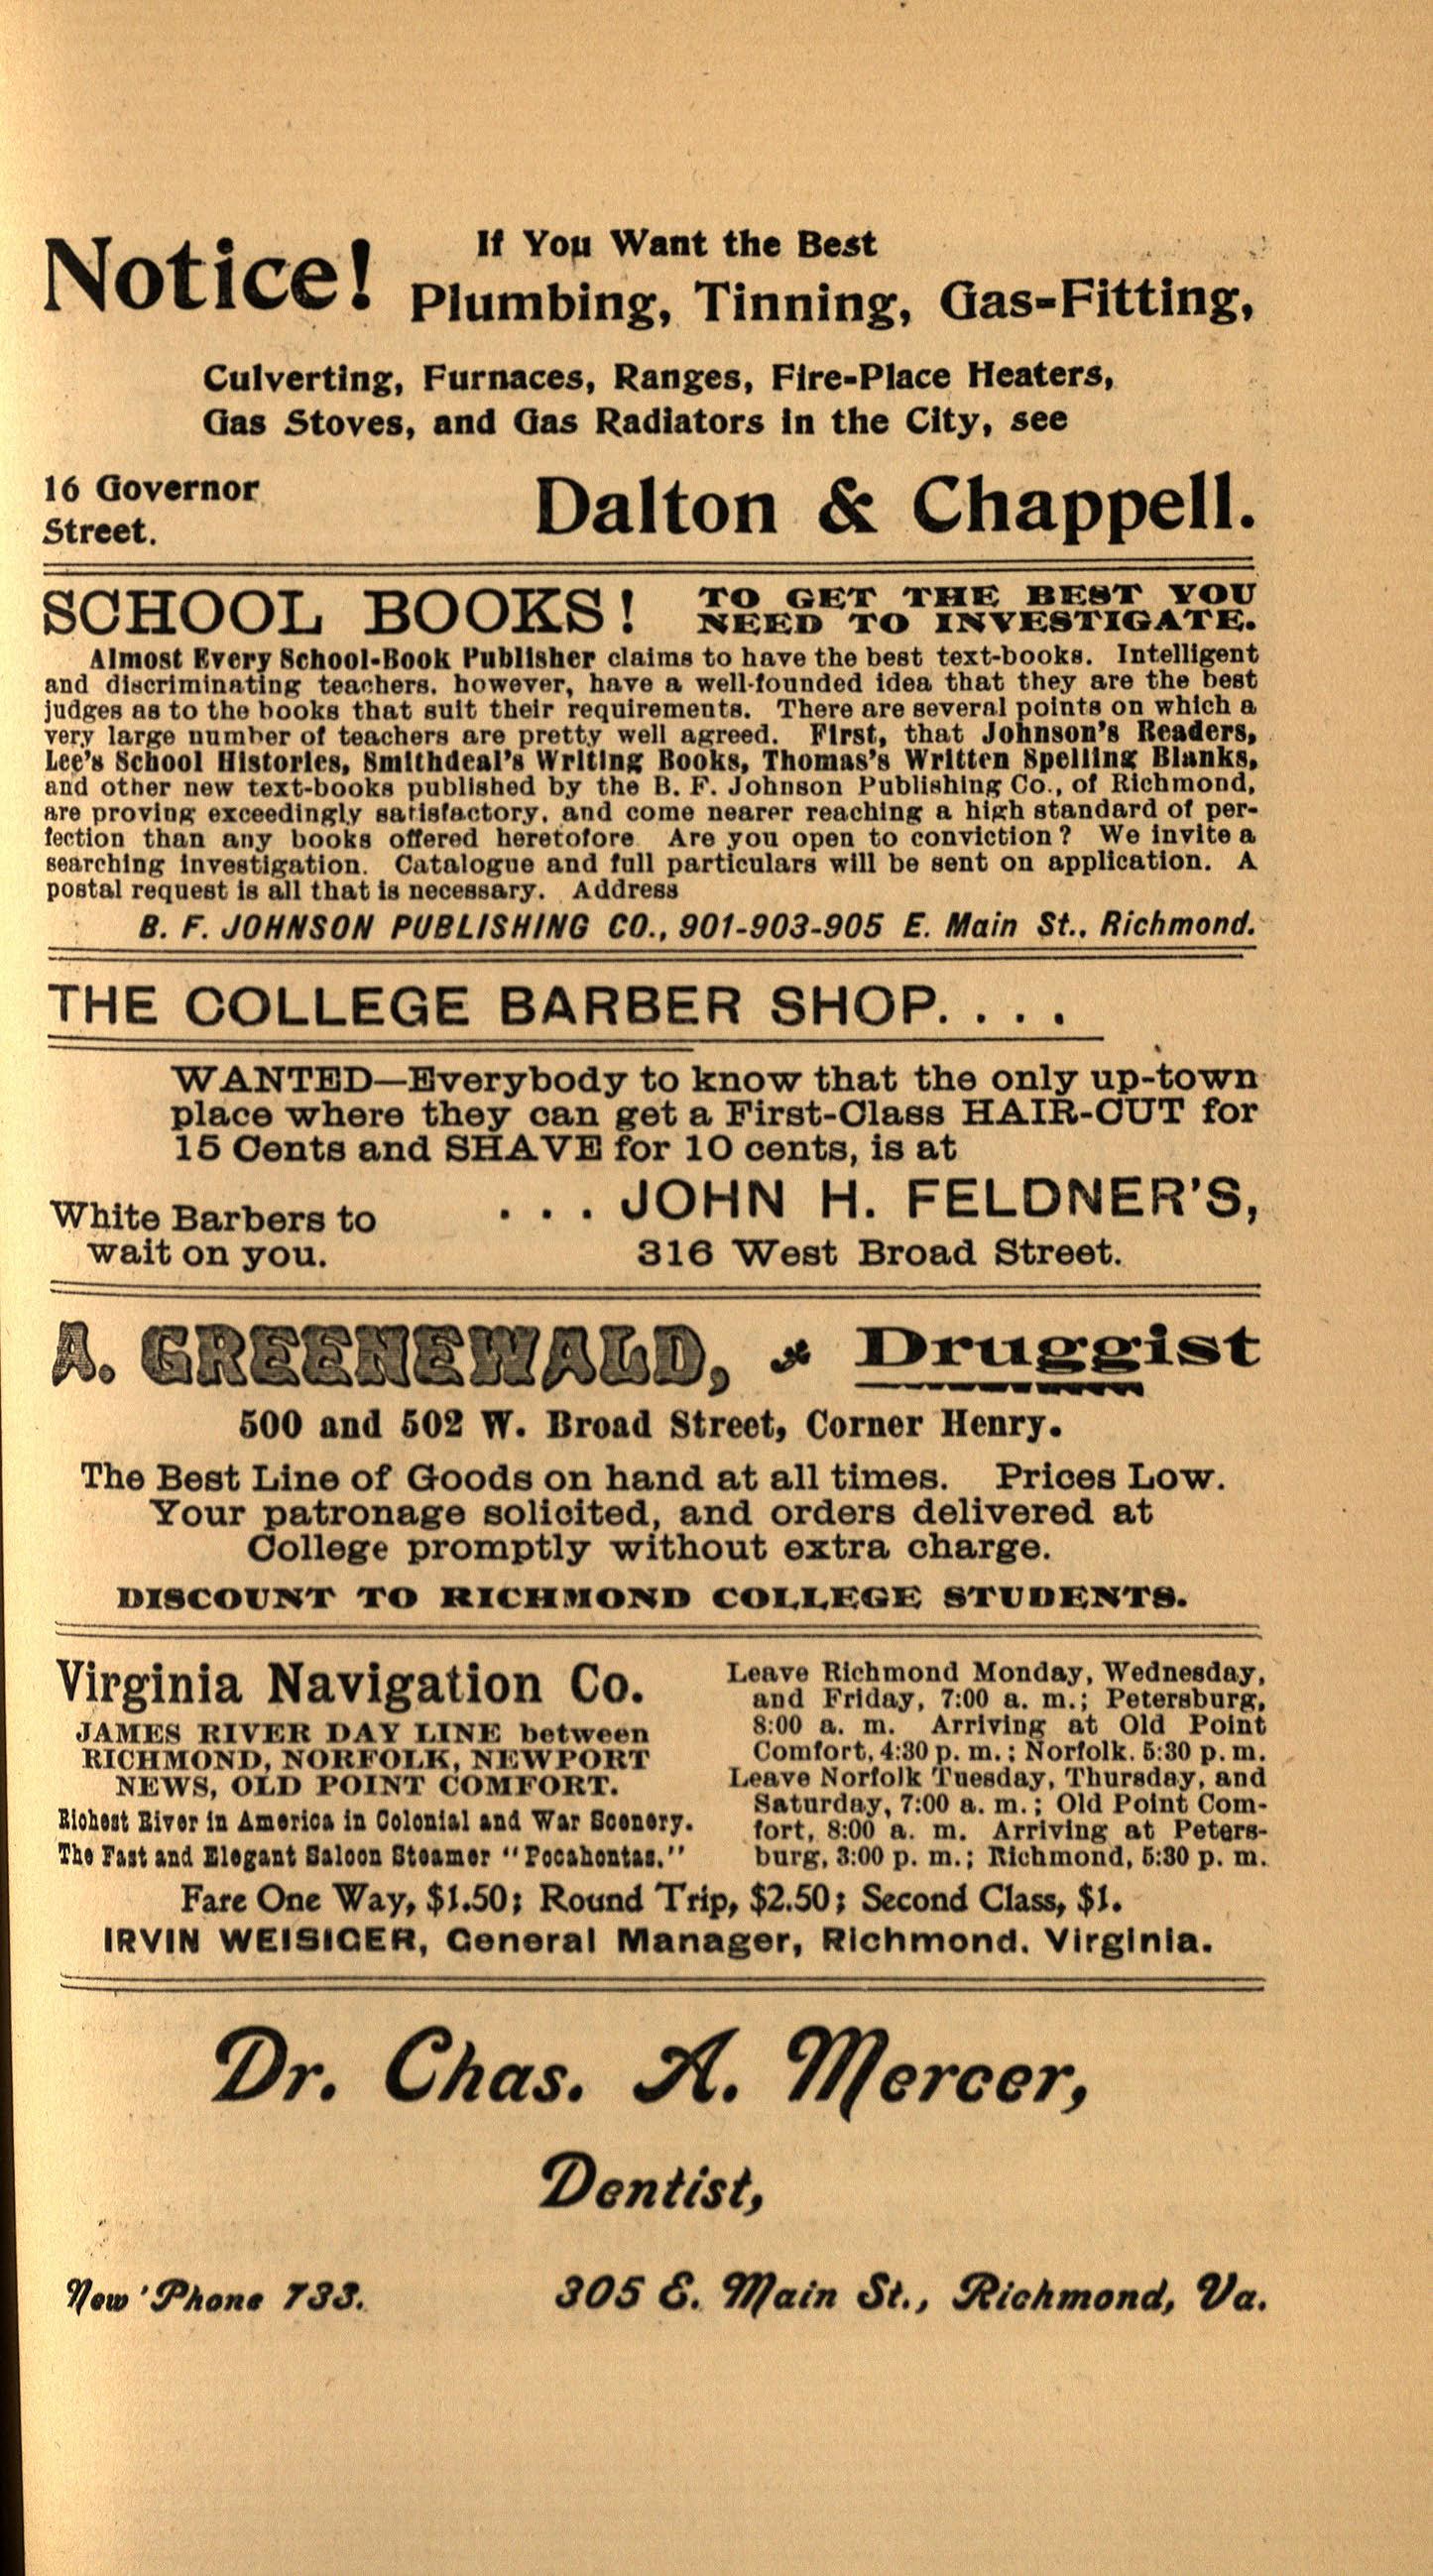 Notice!
If You Want the Best
Plumbing, Tinning, Gas-Fitting,
Culverting, Furnaces, Ranges, Fire-Place Heaters,
Gas Stoves, and Gas Radiators in the City, see
16 Governor
Street.
Dalton & Chappell.
SCHOOL BOOKS!
TO GET THE BEST YOU
NEED TO INVESTIGATE.
Almost Every School-Book Publisher claims to have the best text-books. Intelligent
and discriminating teachers. however, have a well-founded idea that they are the best
judges as to the books that suit their requirements. There are several points on which a
very large number of teachers are pretty well agreed. First, that Johnson's Readers,
Lee's School Histories, Smithdeal's Writing Books, Thomas's Written Spelling Blanks,
and other new text-books published by the B. F. Johnson Publishing Co., of Richmond,
are proving exceedingly satisfactory, and come nearer reaching a high standard of per-
fection than any books offered heretofore Are you open to conviction? We invite a
searching investigation. Catalogue and full particulars will be sent on application. A
postal request is all that is necessary. Address
B. F. JOHNSON PUBLISHING CO., 901-903-905 E. Main St., Richmond.
THE COLLEGE BARBER SHOP. . . .
WANTED—Everybody to know that the only up-town
place where they can get a First-Class HAIR-CUT for
15 Cents and SHAVE for 10 cents, is at
White Barbers to
wait on you.
. . . JOHN H. FELDNER'S,
316 West Broad Street.
A. GREENEWALD, Druggist
500 and 502 W. Broad Street, Corner Henry.
The Best Line of Goods on hand at all times. Prices Low.
Your patronage solicited, and orders delivered at
College promptly without extra charge.
DISCOUNT TO RICHMOND COLLEGE STUDENTS.
Virginia Navigation Co.
JAMES RIVER DAY LINE between
RICHMOND, NORFOLK, NEWPORT
NEWS, OLD POINT COMFORT.
Richest River in America in Colonial and War Scenery.
The Fast and Elegant Saloon Steamer "Pocahontas."
Leave Richmond Monday, Wednesday,
and Friday, 7:00 a. m.; Petersburg,
8:00 a. m. Arriving at Old Point
Comfort, 4:30 p. m.; Norfolk. 5:30 p. m.
Leave Norfolk Tuesday, Thursday, and
Saturday, 7:00 a. m.; Old Point Com-
fort, 8:00 a. m. Arriving at Peters-
burg, 3:00 p. m.; Richmond, 5:30 p. m.
Fare One Way, $1.50; Round Trip, $2.50; Second Class, $1.
IRVIN WEISIGER, General Manager, Richmond. Virginia.
Dr. Chas. A. Mercer,
Dentist,
New 'Phone 733.
305 E. Main St., Richmond, Va.